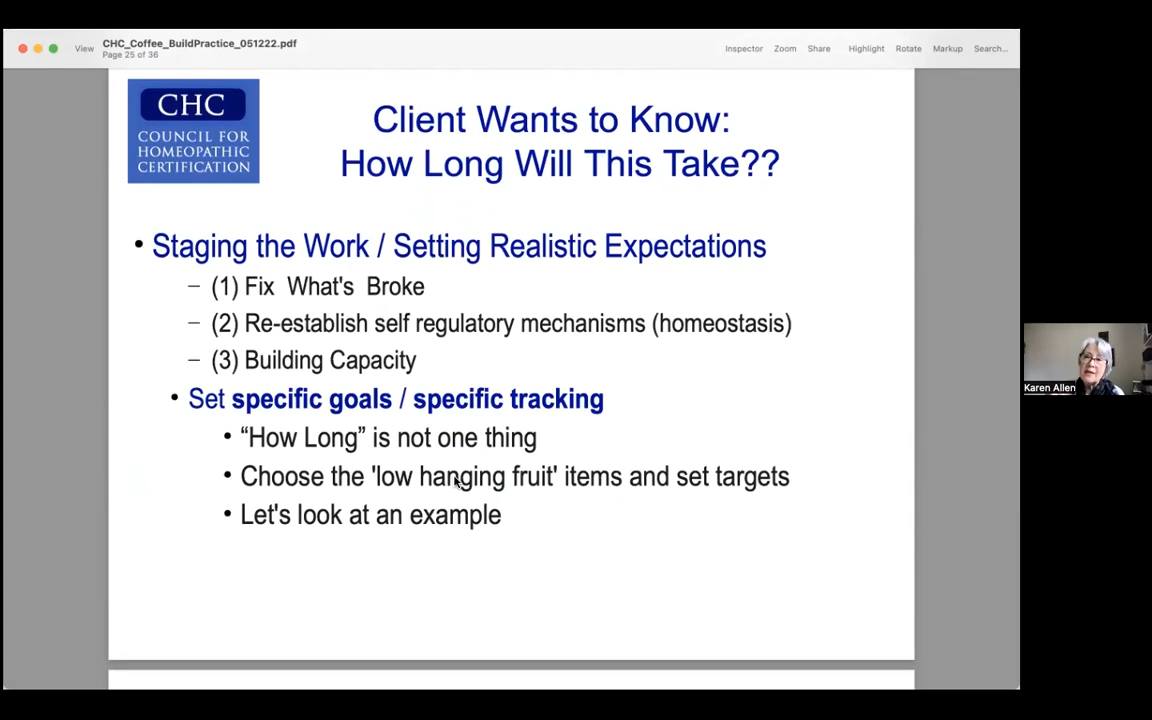 View
CHC_Coffee_BuildPractice_051222.pdf
Page 25 of 36
Inspector Zoom Share Highlight Rotate Markup Search...
CHC
COUNCIL FOR
HOMEOPATHIC
CERTIFICATION
Client Wants to Know:
How Long Will This Take??
• Staging the Work / Setting Realistic Expectations
– (1) Fix What's Broke
– (2) Re-establish self regulatory mechanisms (homeostasis)
– (3) Building Capacity
• Set specific goals / specific tracking
• “How Long” is not one thing
• Choose the 'low hanging fruit' items and set targets
• Let's look at an example
Karen Allen